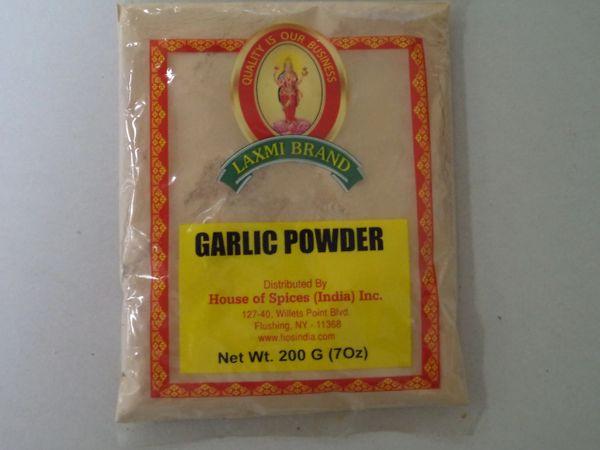 QUALITY IS OUR BUSINESS
LAXMI BRAND
GARLIC POWDER
Distributed By
House of Spices (India) Inc.
127-40, Willets Point Blvd.
Flushing, NY - 11368
www.hosindia.com
Net Wt. 200 G (7Oz)